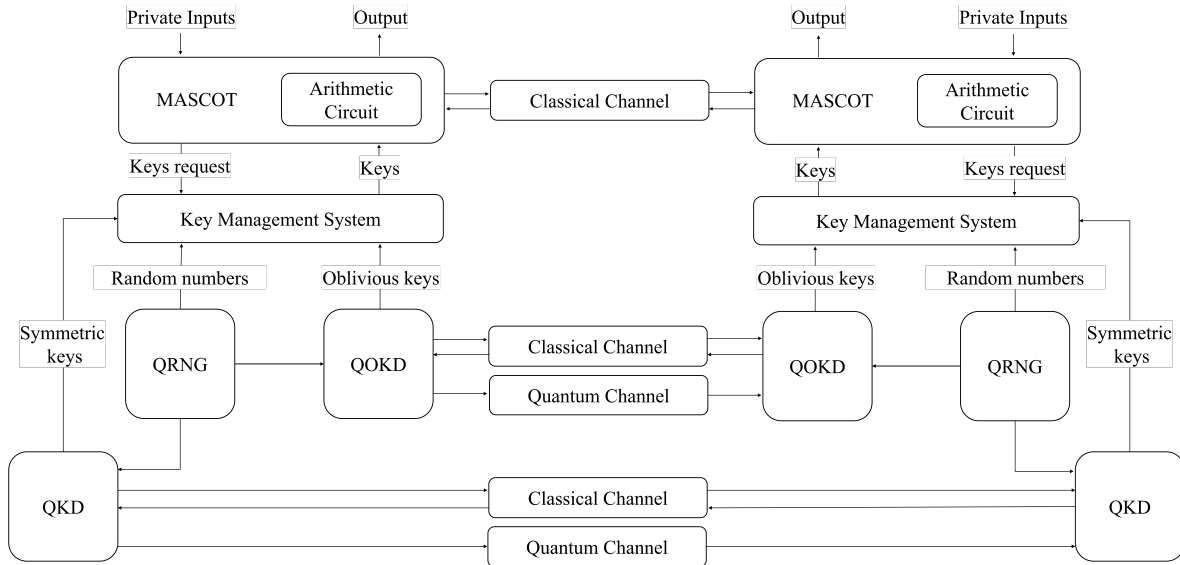 Private Inputs
Output
Output
Private Inputs
MASCOT
Arithmetic
Circuit
Classical Channel
MASCOT
Arithmetic
Circuit
Keys request
Keys
Keys
Keys request
Key Management System
Key Management System
Random numbers
Oblivious keys
Oblivious keys
Random numbers
Symmetric
keys
QRNG
QOKD
Classical Channel
Quantum Channel
QOKD
QRNG
Symmetric
keys
QKD
Classical Channel
Quantum Channel
QKD